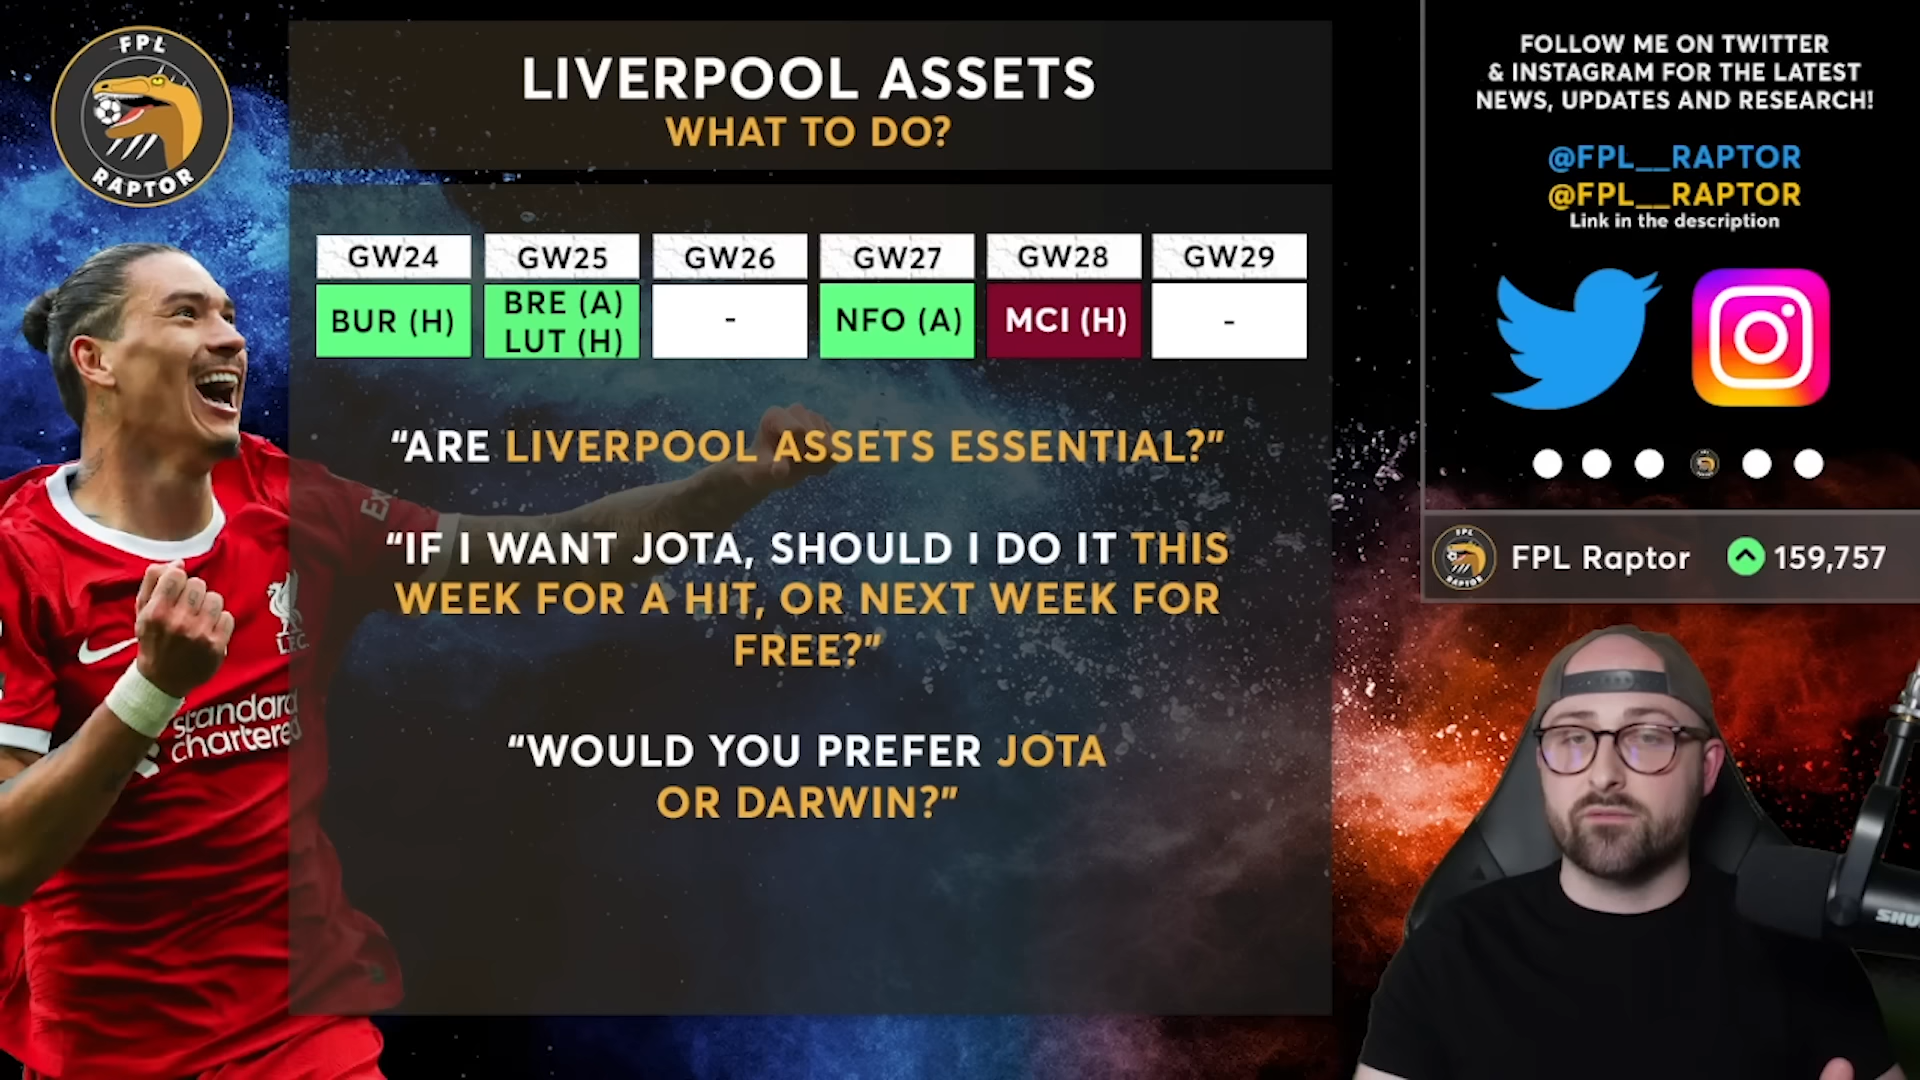 FPL
RAPTOR
LIVERPOOL ASSETS
WHAT TO DO?
GW24
GW25
GW26
GW27
GW28
GW29
BUR (H)
BRE (A)
LUT (H)
-
NFO (A)
MCI (H)
-
“ARE LIVERPOOL ASSETS ESSENTIAL?”
“IF I WANT JOTA, SHOULD I DO IT THIS
WEEK FOR A HIT, OR NEXT WEEK FOR
FREE?”
“WOULD YOU PREFER JOTA
OR DARWIN?”
L.F.C.
standard
chartered
FOLLOW ME ON TWITTER
& INSTAGRAM FOR THE LATEST
NEWS, UPDATES AND RESEARCH!
@FPL__RAPTOR
@FPL__RAPTOR
Link in the description
FPL
RAPTOR
FPL Raptor
159,757
SHU